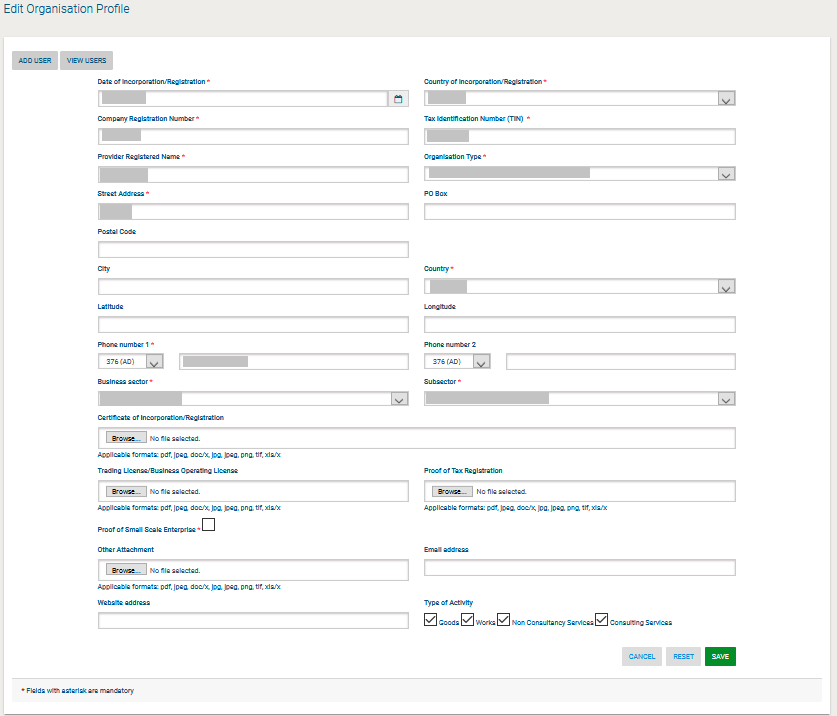 Edit Organisation Profile
ADD USER VIEW USERS
Date of Incorporation/Registration * Country of Incorporation/Registration *
Company Registration Number * Tax Identification Number (TIN) *
Provider Registered Name * Organisation Type *
Street Address * PO Box
Postal Code
City Country *
Latitude Longitude
Phone number 1 * Phone number 2
376 (AD) 376 (AD)
Business sector * Subsector *
Certificate of Incorporation/Registration
Browse... No file selected.
Applicable formats: pdf, jpeg, doc/x, jpg, jpeg, png, tif, xls/x
Trading License/Business Operating License Proof of Tax Registration
Browse... No file selected. Browse... No file selected.
Applicable formats: pdf, jpeg, doc/x, jpg, jpeg, png, tif, xls/x Applicable formats: pdf, jpeg, doc/x, jpg, jpeg, png, tif, xls/x
Proof of Small Scale Enterprise *
Other Attachment Email address
Browse... No file selected.
Applicable formats: pdf, jpeg, doc/x, jpg, jpeg, png, tif, xls/x
Website address Type of Activity
Goods Works Non Consultancy Services Consulting Services
CANCEL RESET SAVE
* Fields with asterisk are mandatory